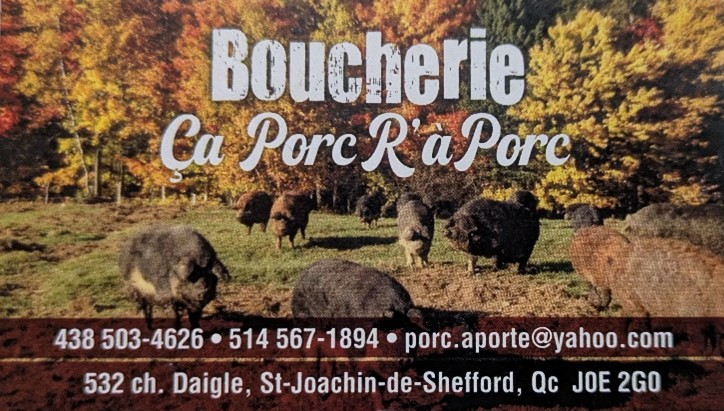 Boucherie
Ça Porc R'à Porc
438 503-4626 • 514 567-1894 • porc.aporte@yahoo.com
532 ch. Daigle, St-Joachin-de-Shefford, Qc J0E 2G0